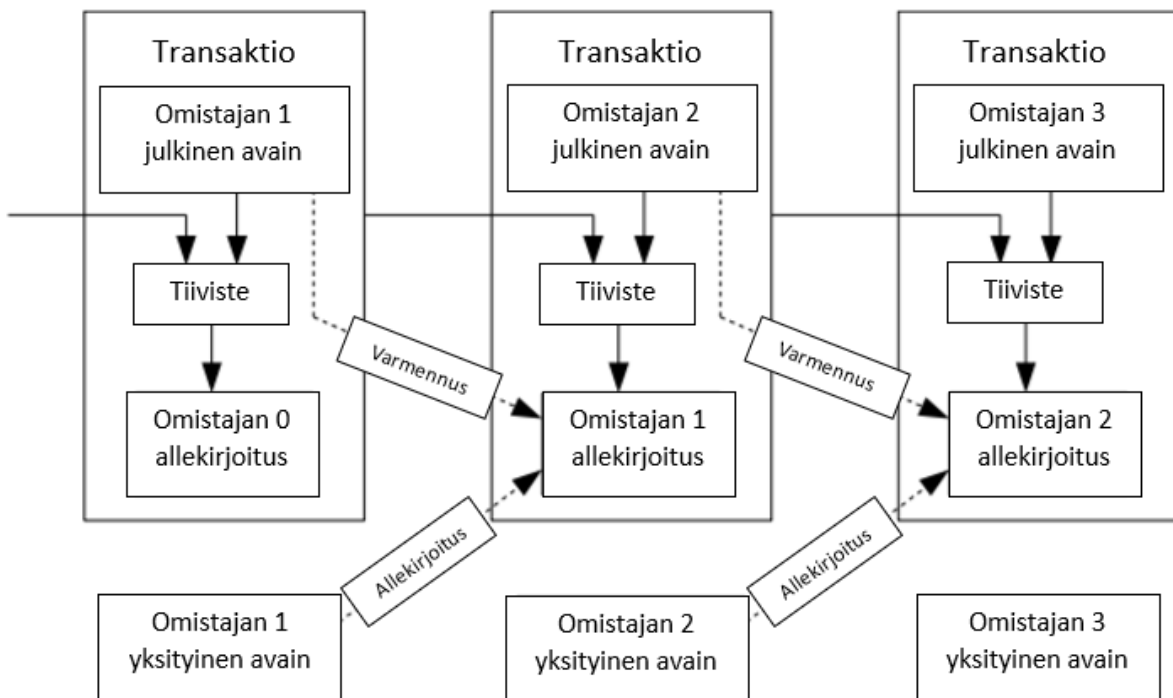 Transaktio
Omistajan 1
julkinen avain
Tiiviste
Omistajan 0
allekirjoitus
Transaktio
Omistajan 2
julkinen avain
Tiiviste
Varmennus
Omistajan 1
allekirjoitus
Transaktio
Omistajan 3
julkinen avain
Tiiviste
Varmennus
Omistajan 2
allekirjoitus
Allekirjoitus
Allekirjoitus
Omistajan 1
yksityinen avain
Omistajan 2
yksityinen avain
Omistajan 3
yksityinen avain